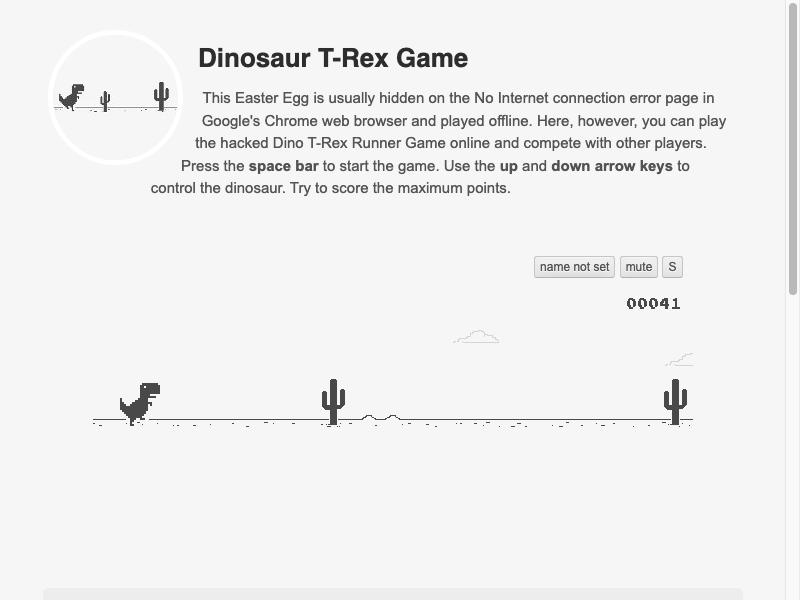 Dinosaur T-Rex Game
This Easter Egg is usually hidden on the No Internet connection error page in
Google's Chrome web browser and played offline. Here, however, you can play
the hacked Dino T-Rex Runner Game online and compete with other players.
Press the space bar to start the game. Use the up and down arrow keys to
control the dinosaur. Try to score the maximum points.
name not set mute S
00041